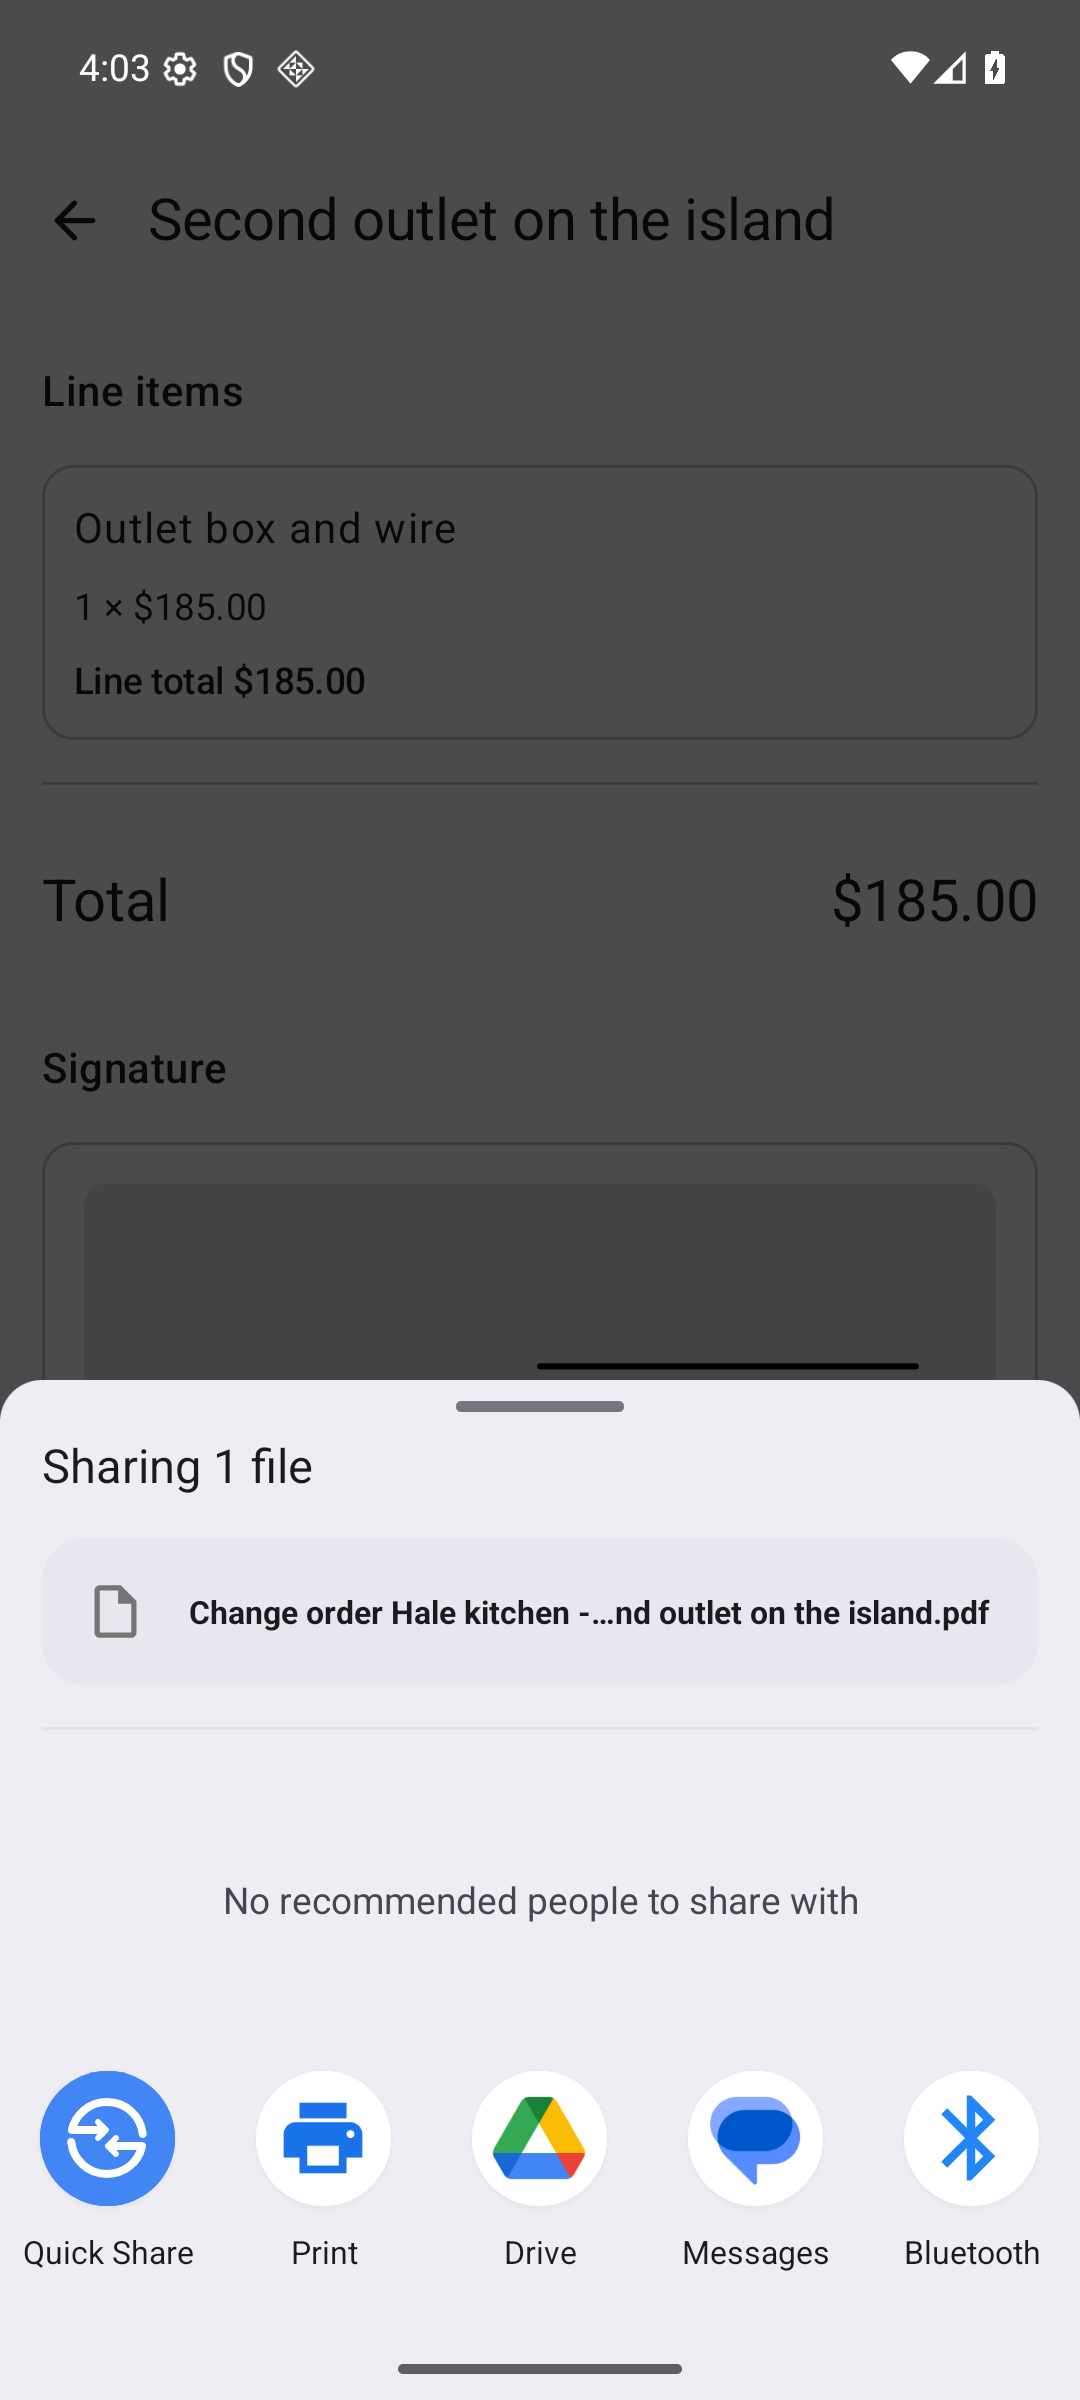 4:03
Second outlet on the island
Line items
Outlet box and wire
1 × $185.00
Line total $185.00
Total $185.00
Signature
Sharing 1 file
Change order Hale kitchen -...nd outlet on the island.pdf
No recommended people to share with
Quick Share Print Drive Messages Bluetooth